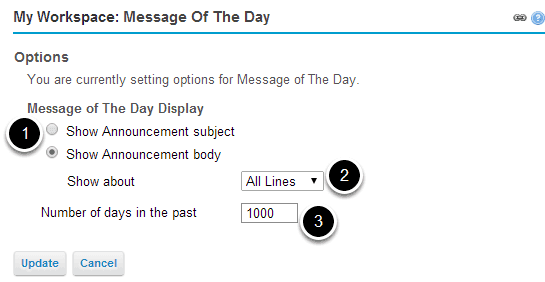 My Workspace: Message Of The Day
Options
You are currently setting options for Message of The Day.
Message of The Day Display
1 Show Announcement subject
Show Announcement body
Show about All Lines 2
Number of days in the past 1000 3
Update Cancel